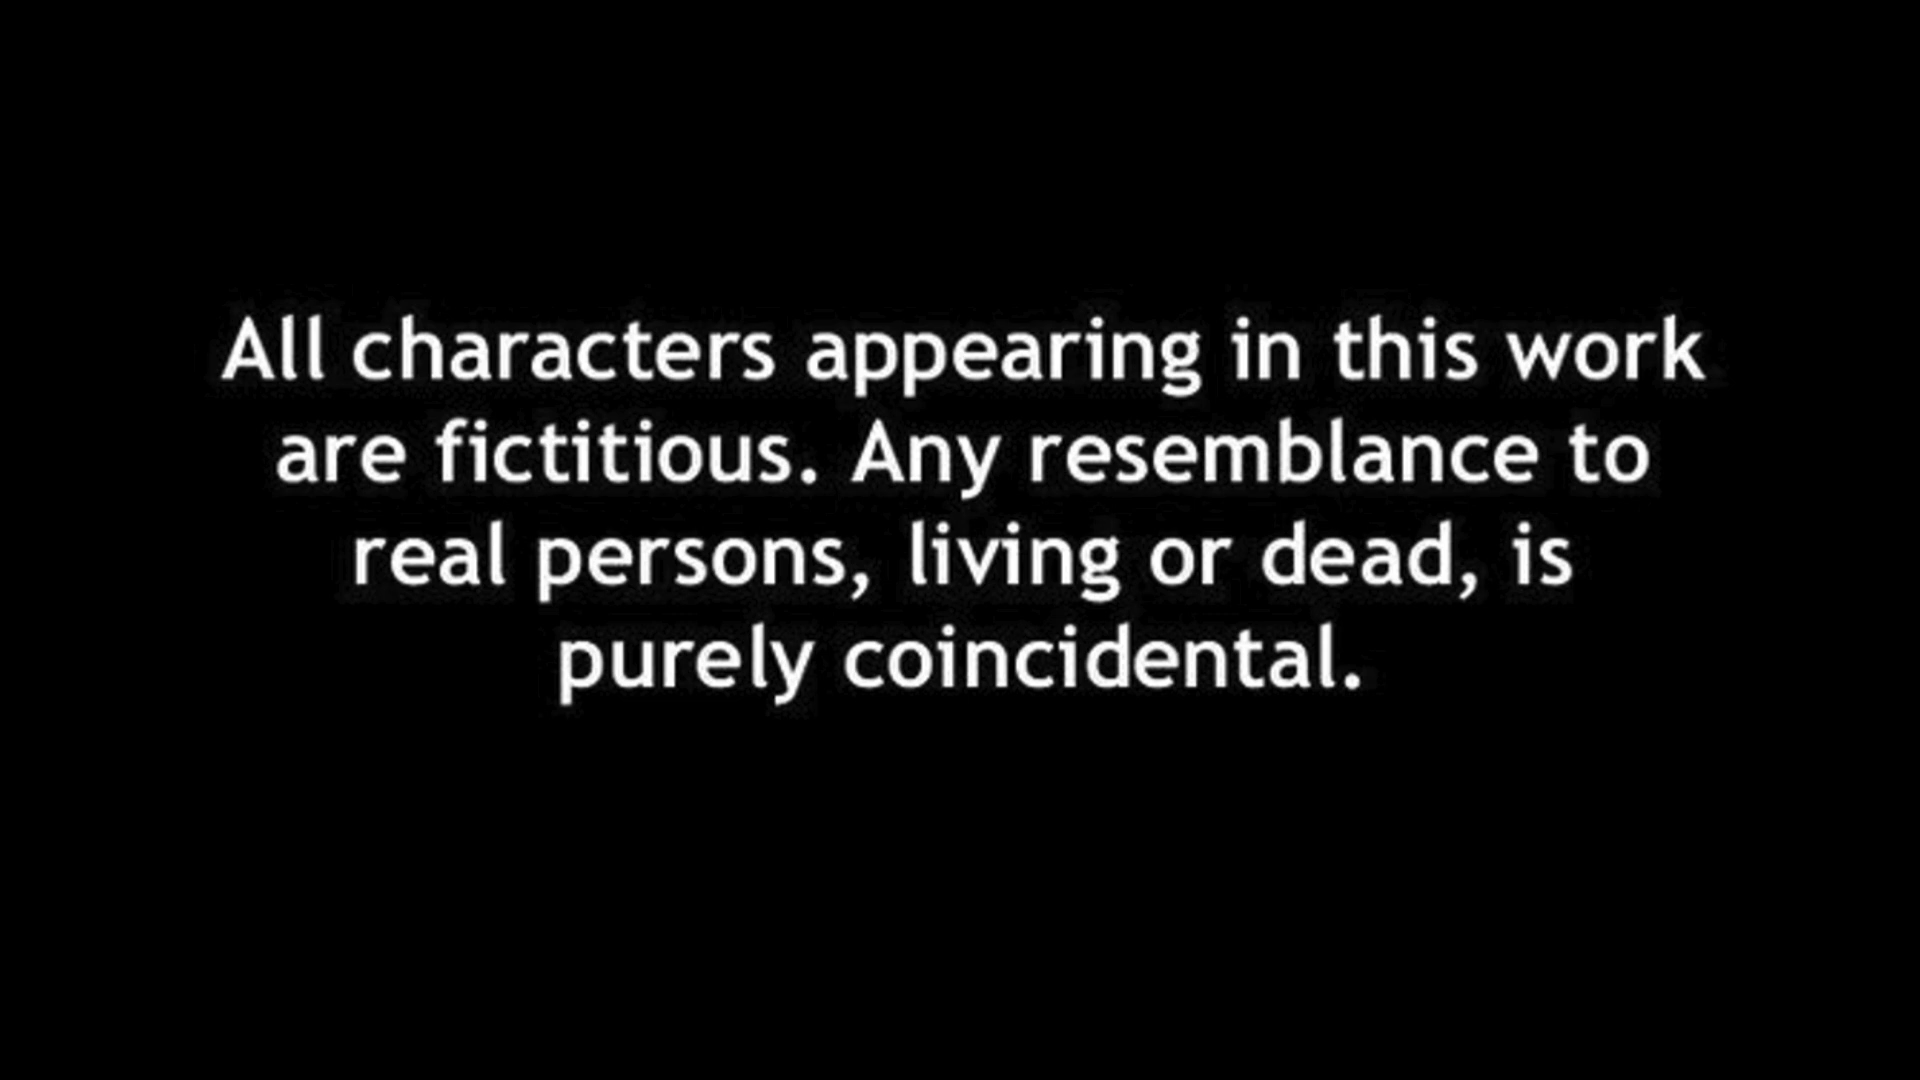 All characters appearing in this work
are fictitious. Any resemblance to
real persons, living or dead, is
purely coincidental.